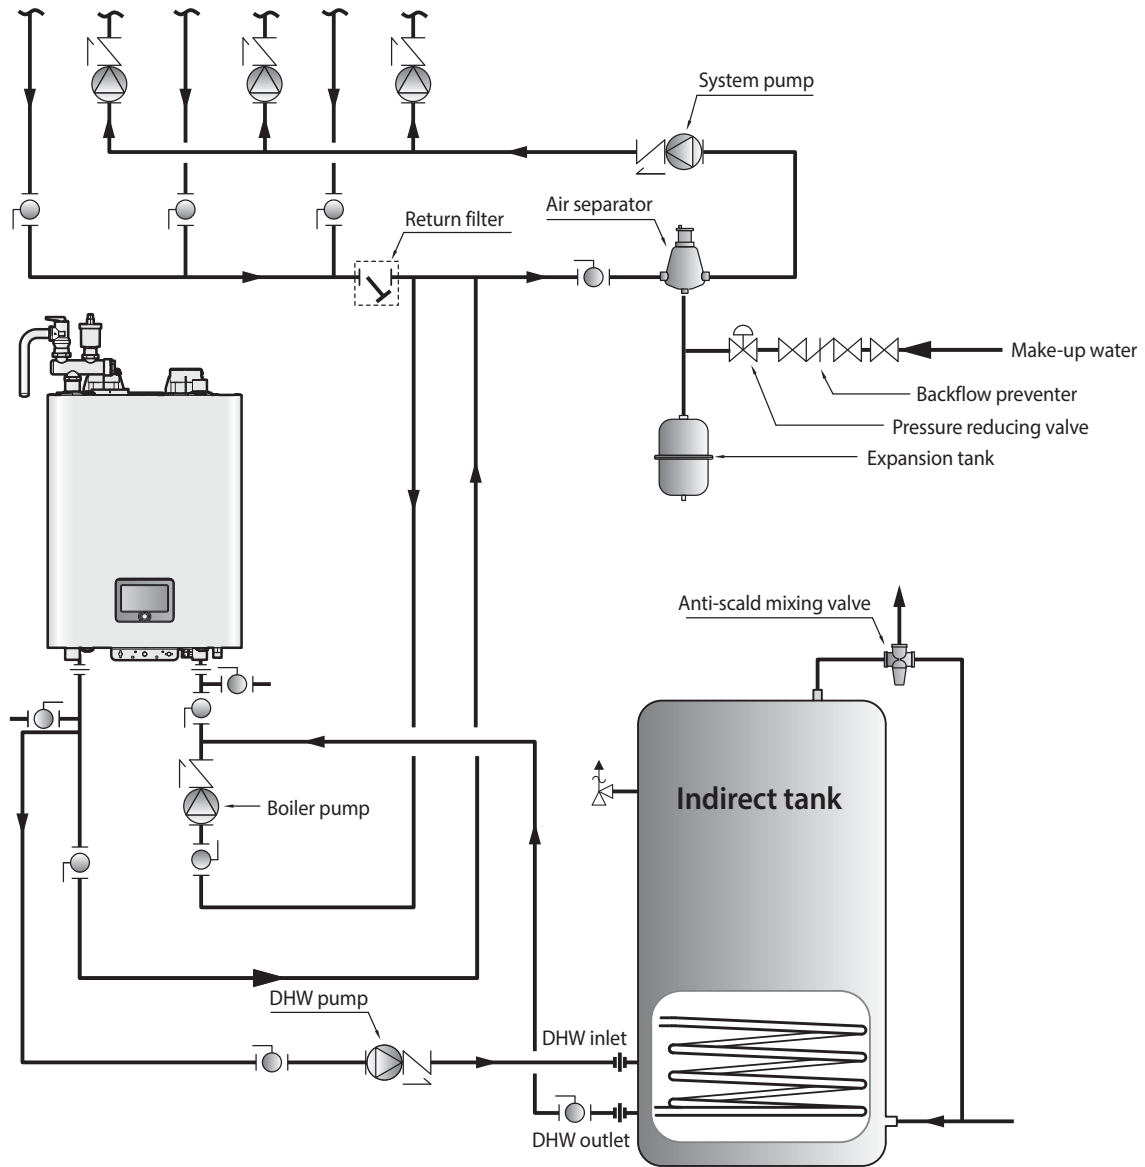 System pump
Air separator
Return filter
Make-up water
Backflow preventer
Pressure reducing valve
Expansion tank
Anti-scald mixing valve
Indirect tank
Boiler pump
DHW pump
DHW inlet
DHW outlet